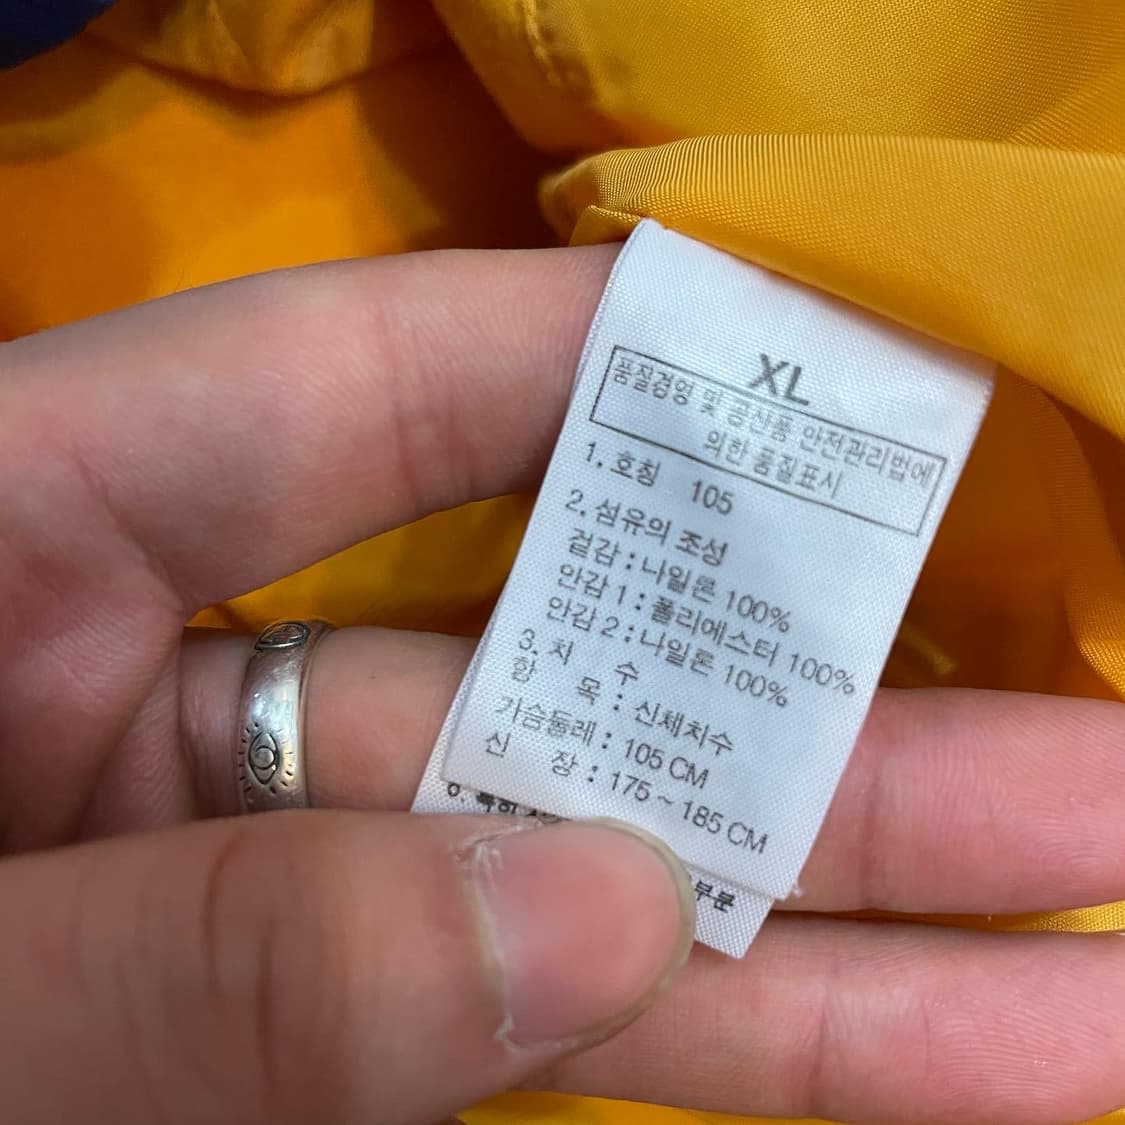 XL
품질경영 및 공산품 안전관리법에
의한 품질표시
1. 호칭 105
2. 섬유의 조성
겉감 : 나일론 100%
안감 1 : 폴리에스터 100%
안감 2 : 나일론 100%
3. 치 수
항 목 : 신체치수
가슴둘레 : 105 CM
신 장 : 175 ~ 185 CM
6.
부분